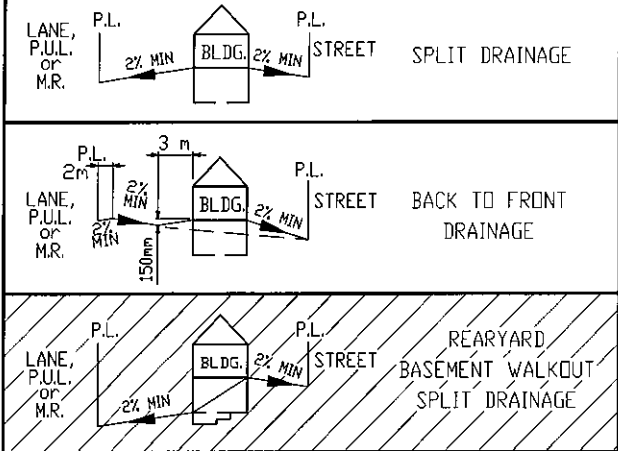 P.L.
P.L.
LANE,
P.U.L.
or
M.R.
2% MIN
BLDG.
2% MIN
STREET
SPLIT DRAINAGE
3 m
P.L.
2m
2%
MIN
P.L.
LANE,
P.U.L.
or
M.R.
2%
MIN
150mm
BLDG.
2% MIN
STREET
BACK TO FRONT
DRAINAGE
P.L.
P.L.
LANE,
P.U.L.
or
M.R.
2% MIN
BLDG.
2% MIN
STREET
REARYARD
BASEMENT WALKOUT
SPLIT DRAINAGE